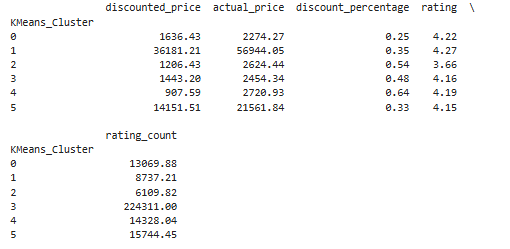 discounted_price actual_price discount_percentage rating \
KMeans_Cluster
0 1636.43 2274.27 0.25 4.22
1 36181.21 56944.05 0.35 4.27
2 1206.43 2624.44 0.54 3.66
3 1443.20 2454.34 0.48 4.16
4 907.59 2720.93 0.64 4.19
5 14151.51 21561.84 0.33 4.15
rating_count
KMeans_Cluster
0 13069.88
1 8737.21
2 6109.82
3 224311.00
4 14328.04
5 15744.45